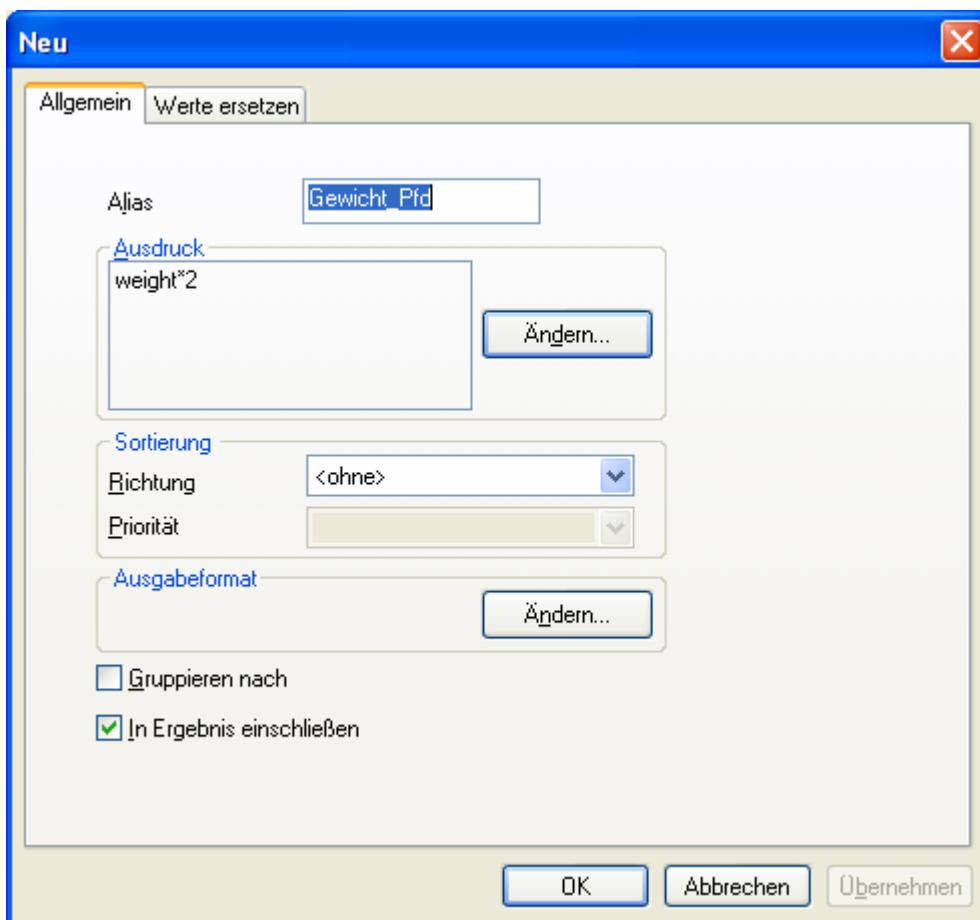 Neu
Allgemein Werte ersetzen
Alias Gewicht_Pfd
Ausdruck
weight*2
Ändern...
Sortierung
Richtung <ohne>
Priorität
Ausgabeformat
Ändern...
Gruppieren nach
In Ergebnis einschließen
OK Abbrechen Übernehmen